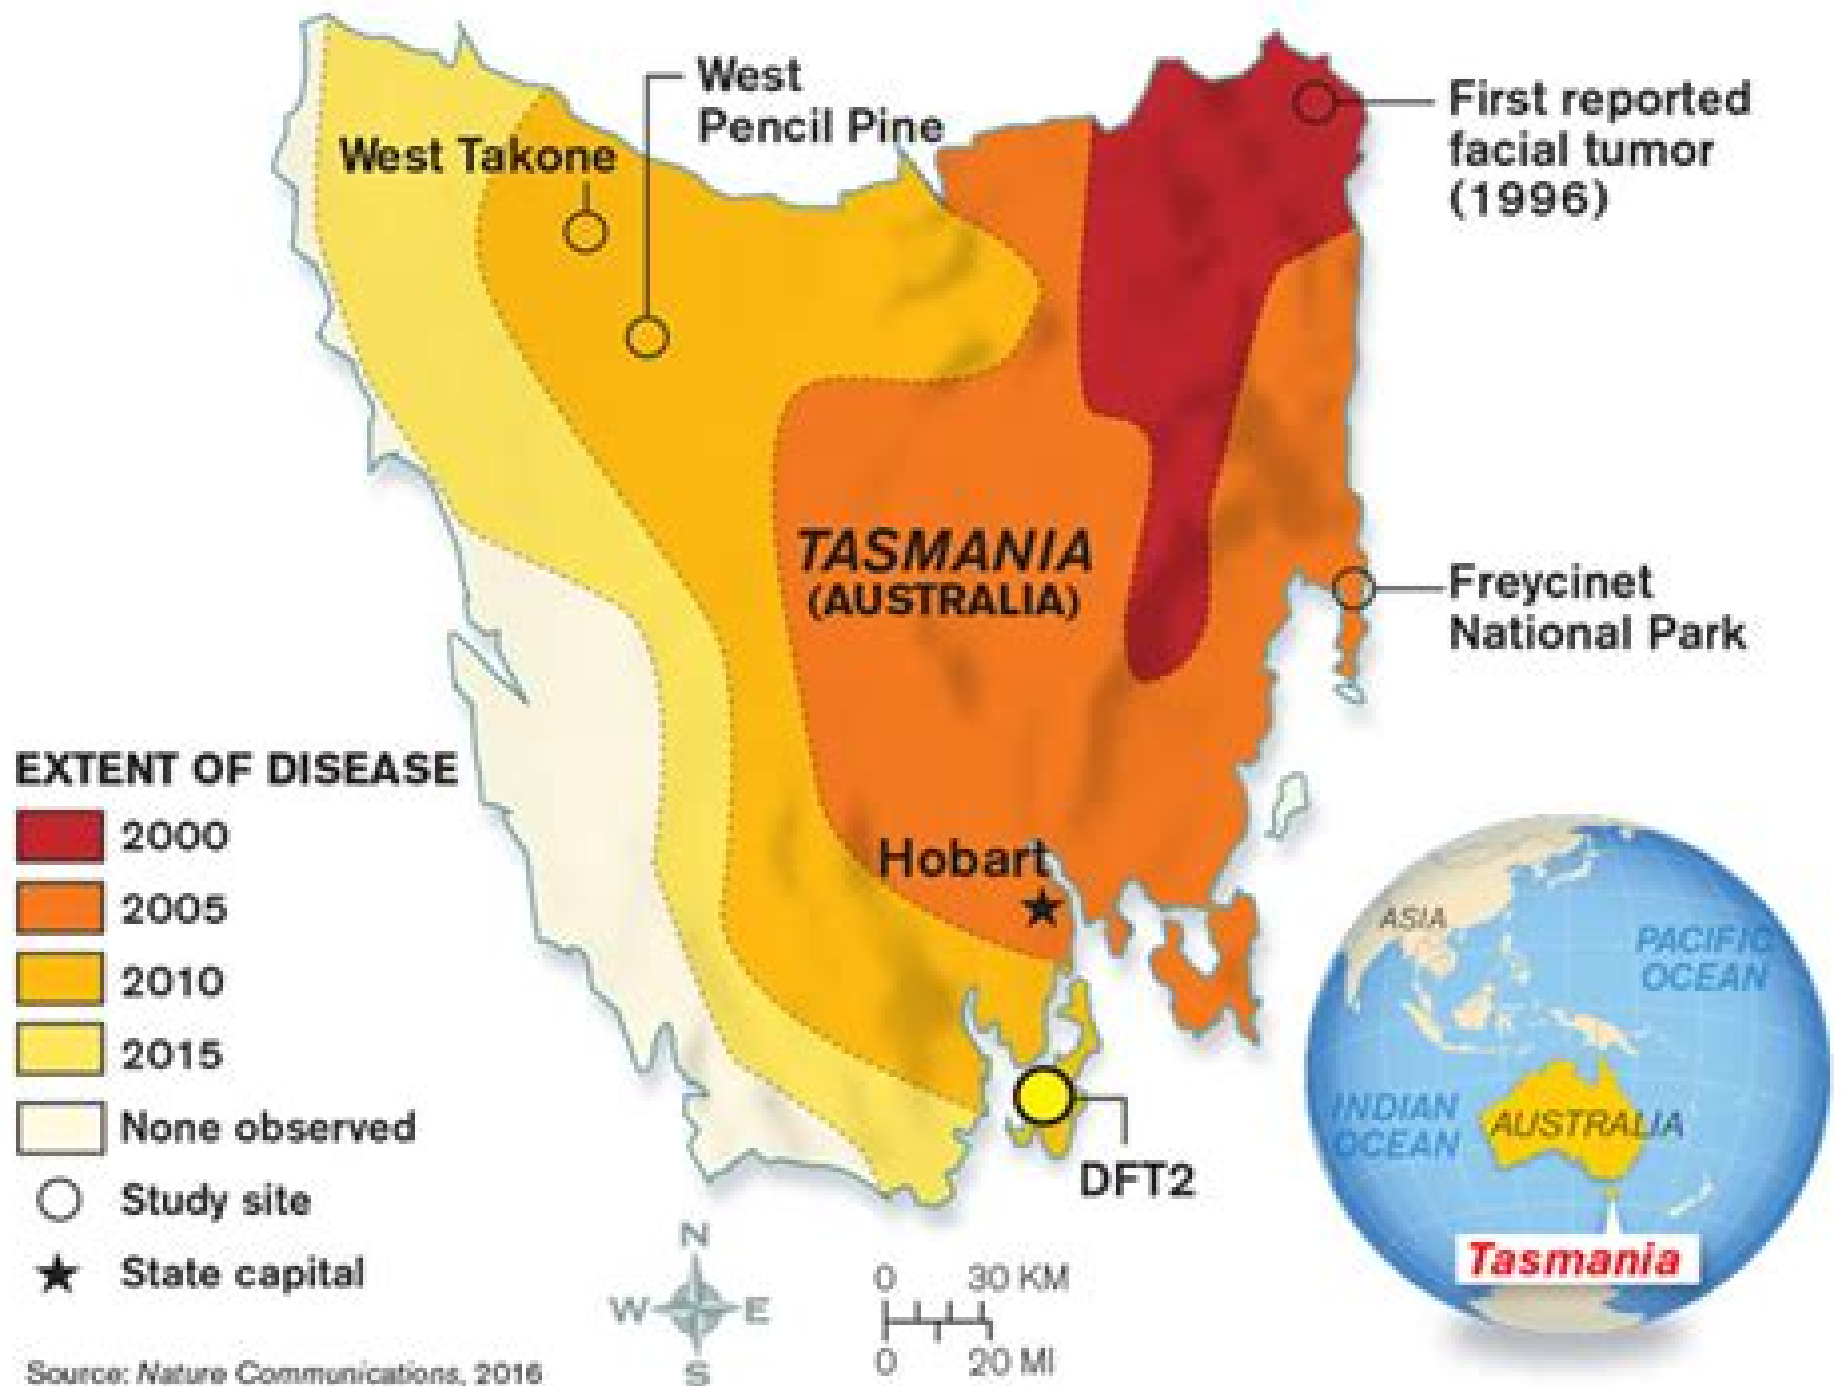 West
Pencil Pine
West Takone
First reported
facial tumor
(1996)
TASMANIA
(AUSTRALIA)
Freycinet
National Park
Hobart
DFT2
EXTENT OF DISEASE
2000
2005
2010
2015
None observed
Study site
State capital
N
W E
S
0 30 KM
0 20 MI
ASIA
PACIFIC
OCEAN
INDIAN
OCEAN
AUSTRALIA
Tasmania
Source: Nature Communications, 2016